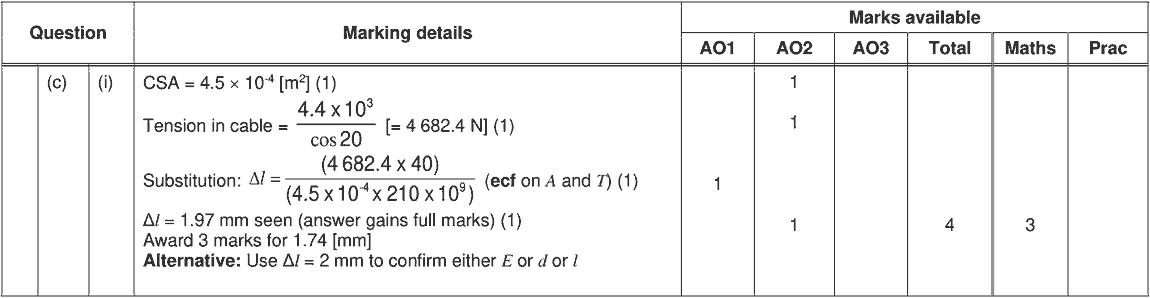 Question Marking details Marks available
AO1 AO2 AO3 Total Maths Prac
(c) (i) CSA = 4.5 × 10⁻⁴ [m²] (1) 1
Tension in cable = 4.4 x 10³ / cos 20 [= 4 682.4 N] (1) 1
Substitution: Δl = (4 682.4 x 40) / (4.5 x 10⁻⁴ x 210 x 10⁹) (ecf on A and T) (1) 1
Δl = 1.97 mm seen (answer gains full marks) (1) 1 4 3
Award 3 marks for 1.74 [mm]
Alternative: Use Δl = 2 mm to confirm either E or d or l